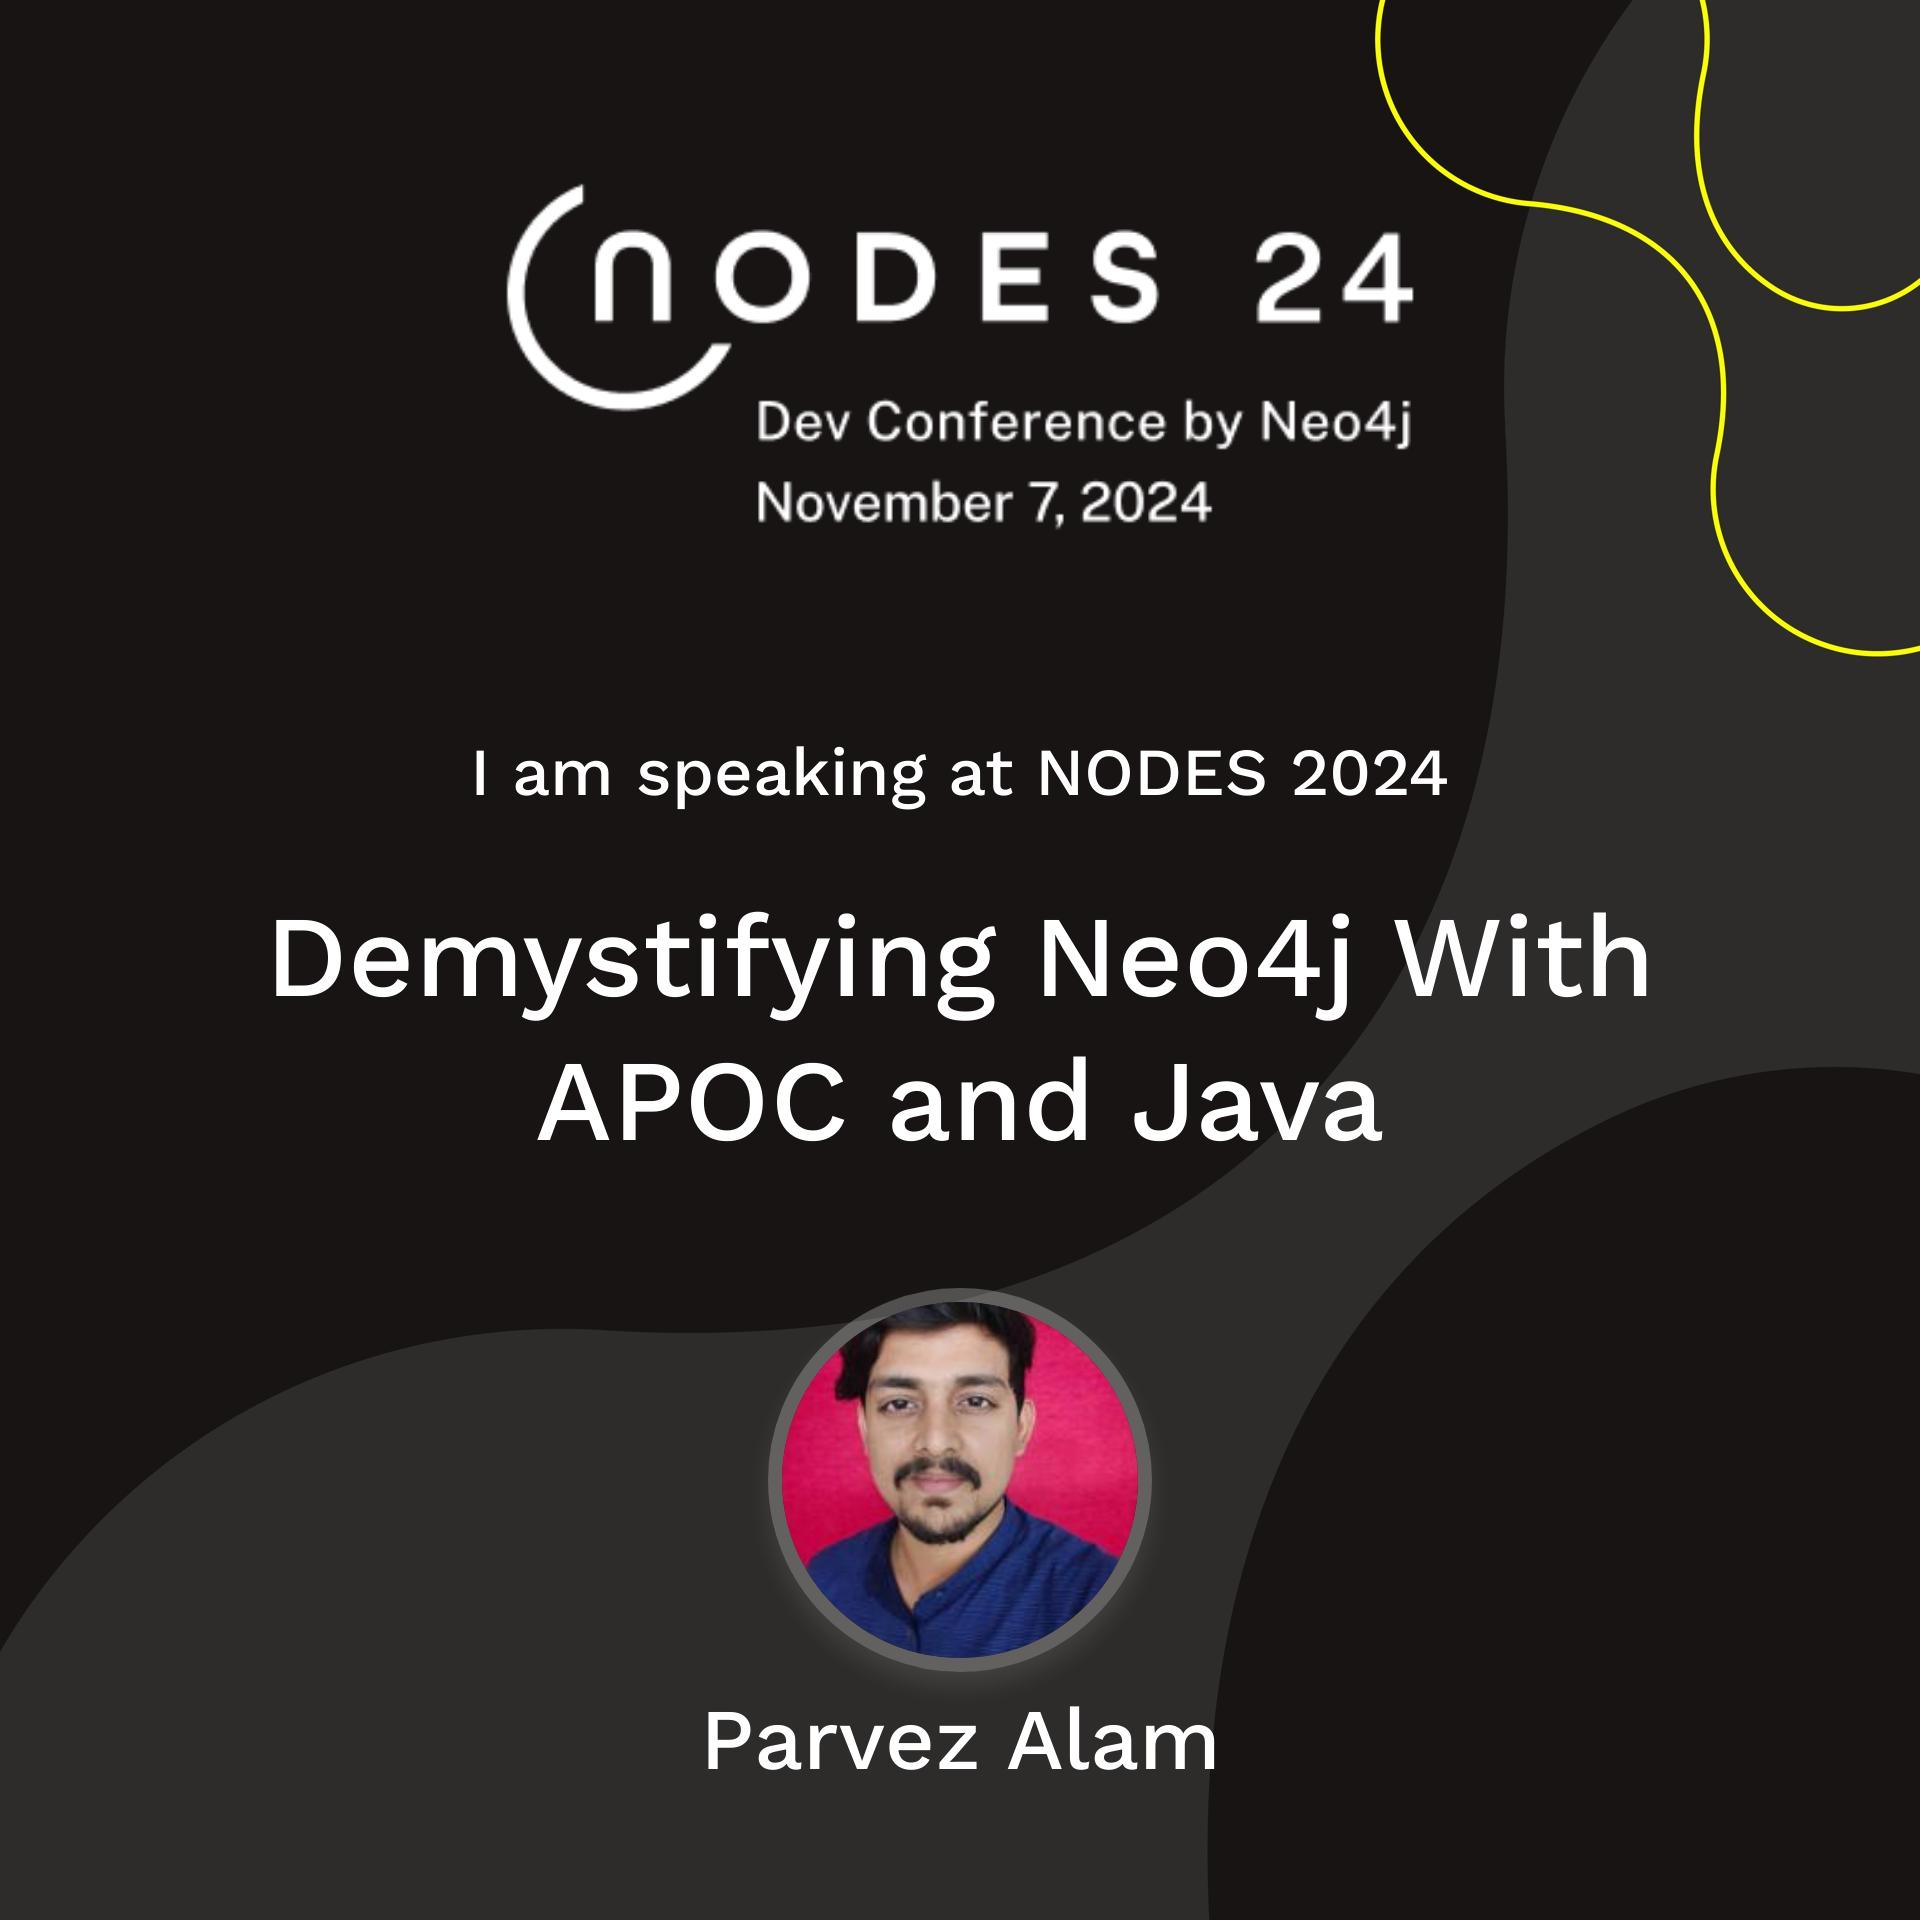 NODES 24
Dev Conference by Neo4j
November 7, 2024
I am speaking at NODES 2024
Demystifying Neo4j With
APOC and Java
Parvez Alam